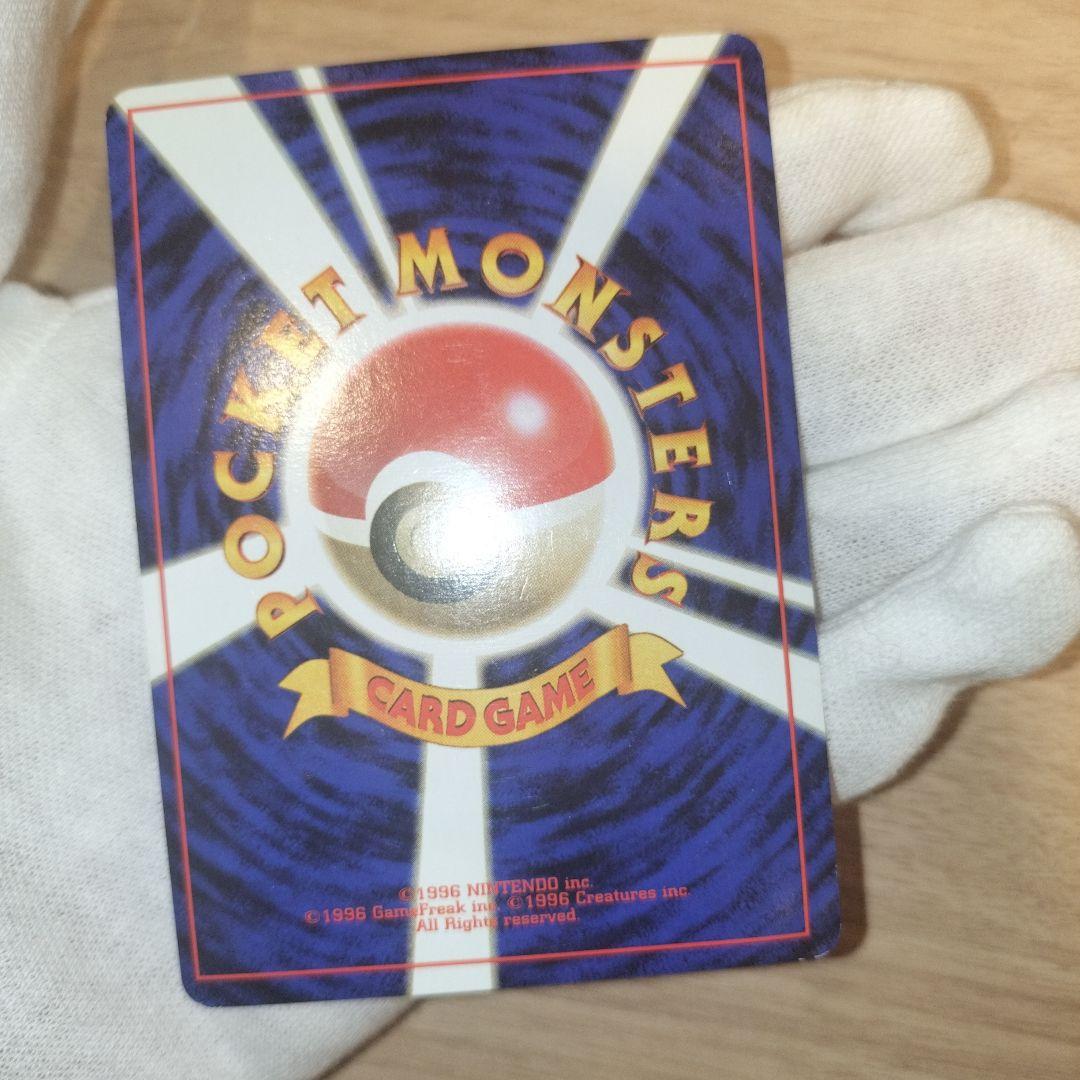 POCKET MONSTERS
CARD GAME
©1996 NINTENDO inc.
©1996 GameFreak inc. ©1996 Creatures inc.
All Rights reserved.